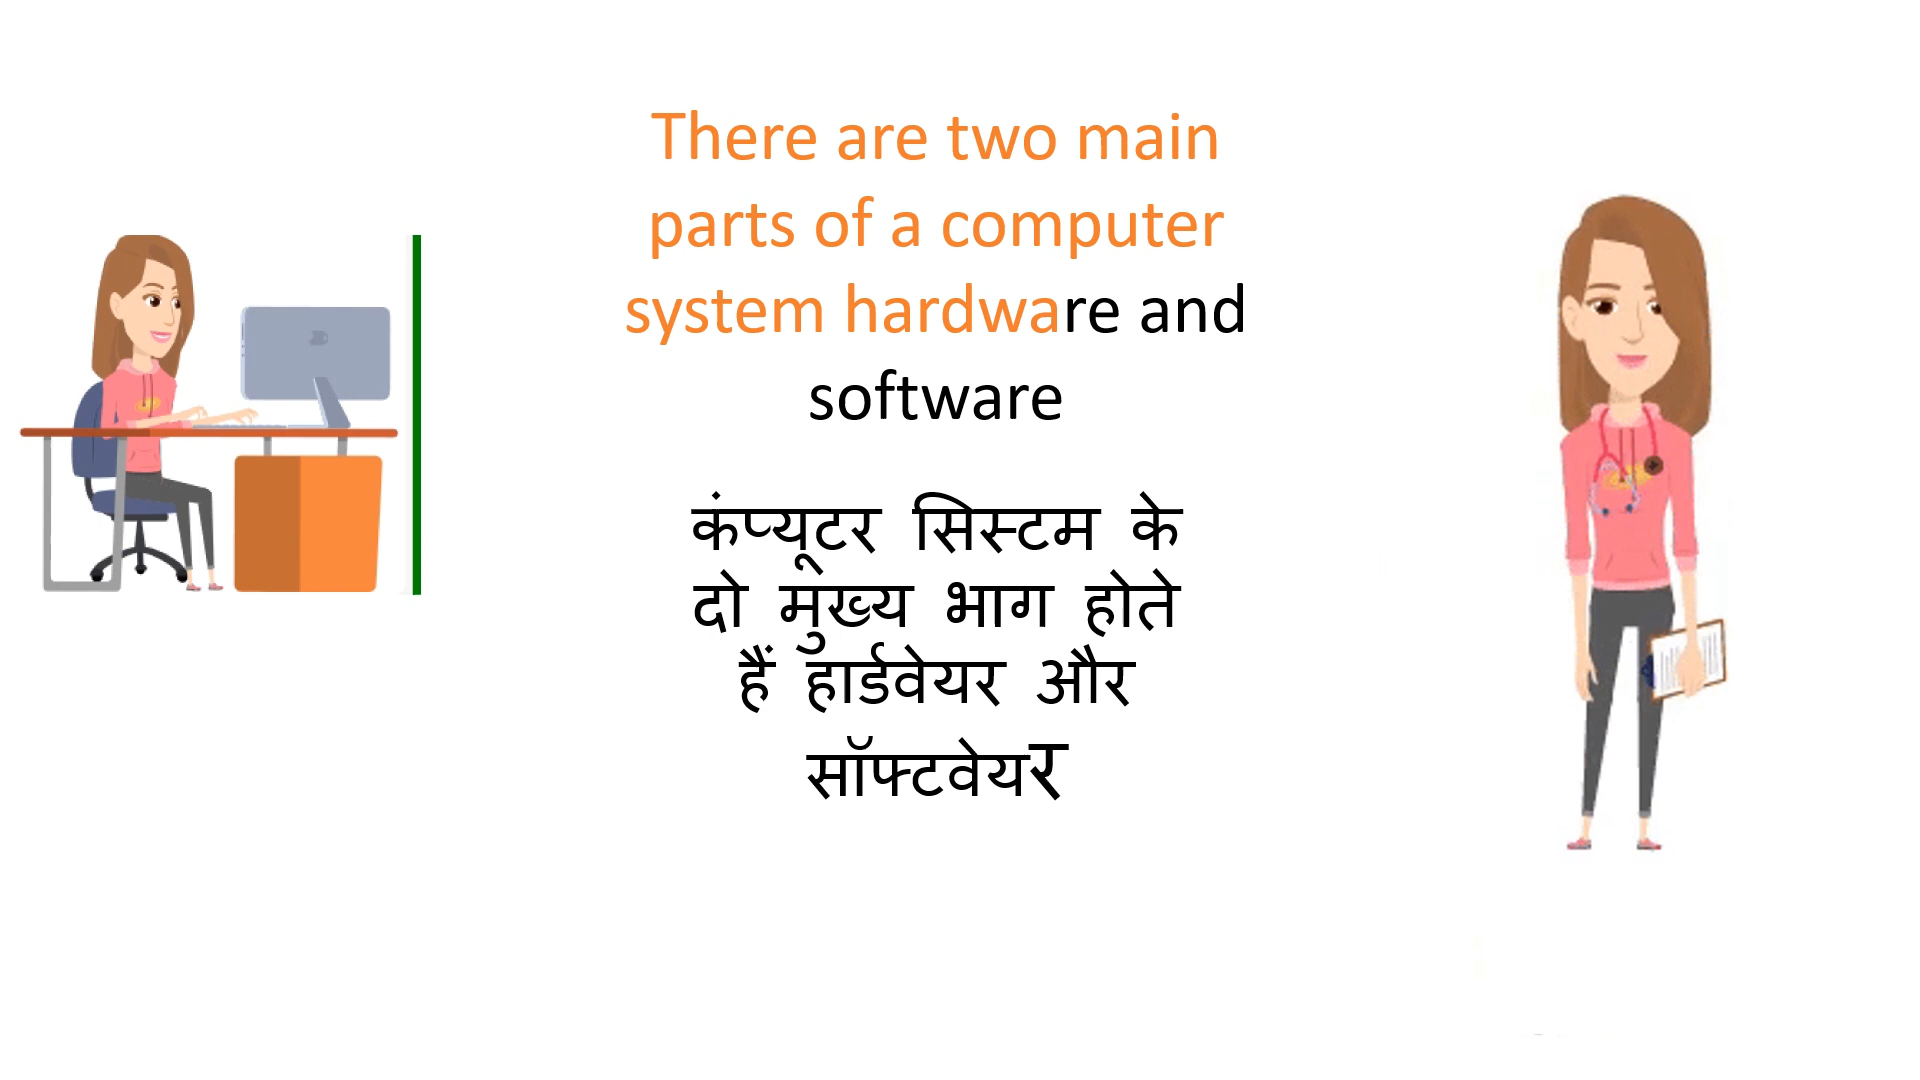 There are two main
parts of a computer
system hardware and
software
कंप्यूटर सिस्टम के
दो मुख्य भाग होते
हैं हार्डवेयर और
सॉफ्टवेयर